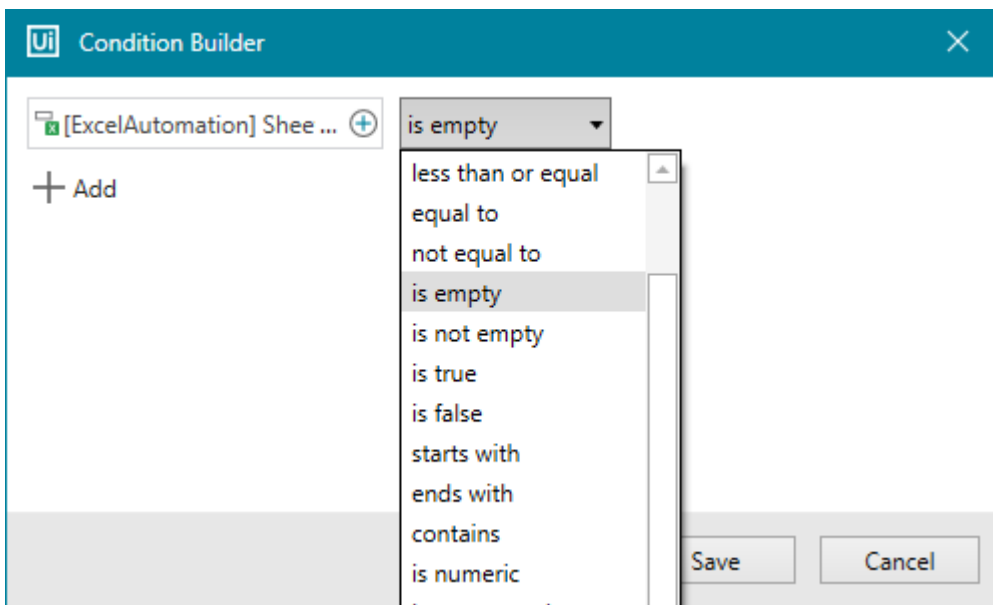 Ui Condition Builder
[ExcelAutomation] Shee ... is empty
Add
less than or equal
equal to
not equal to
is empty
is not empty
is true
is false
starts with
ends with
contains
is numeric
Save Cancel